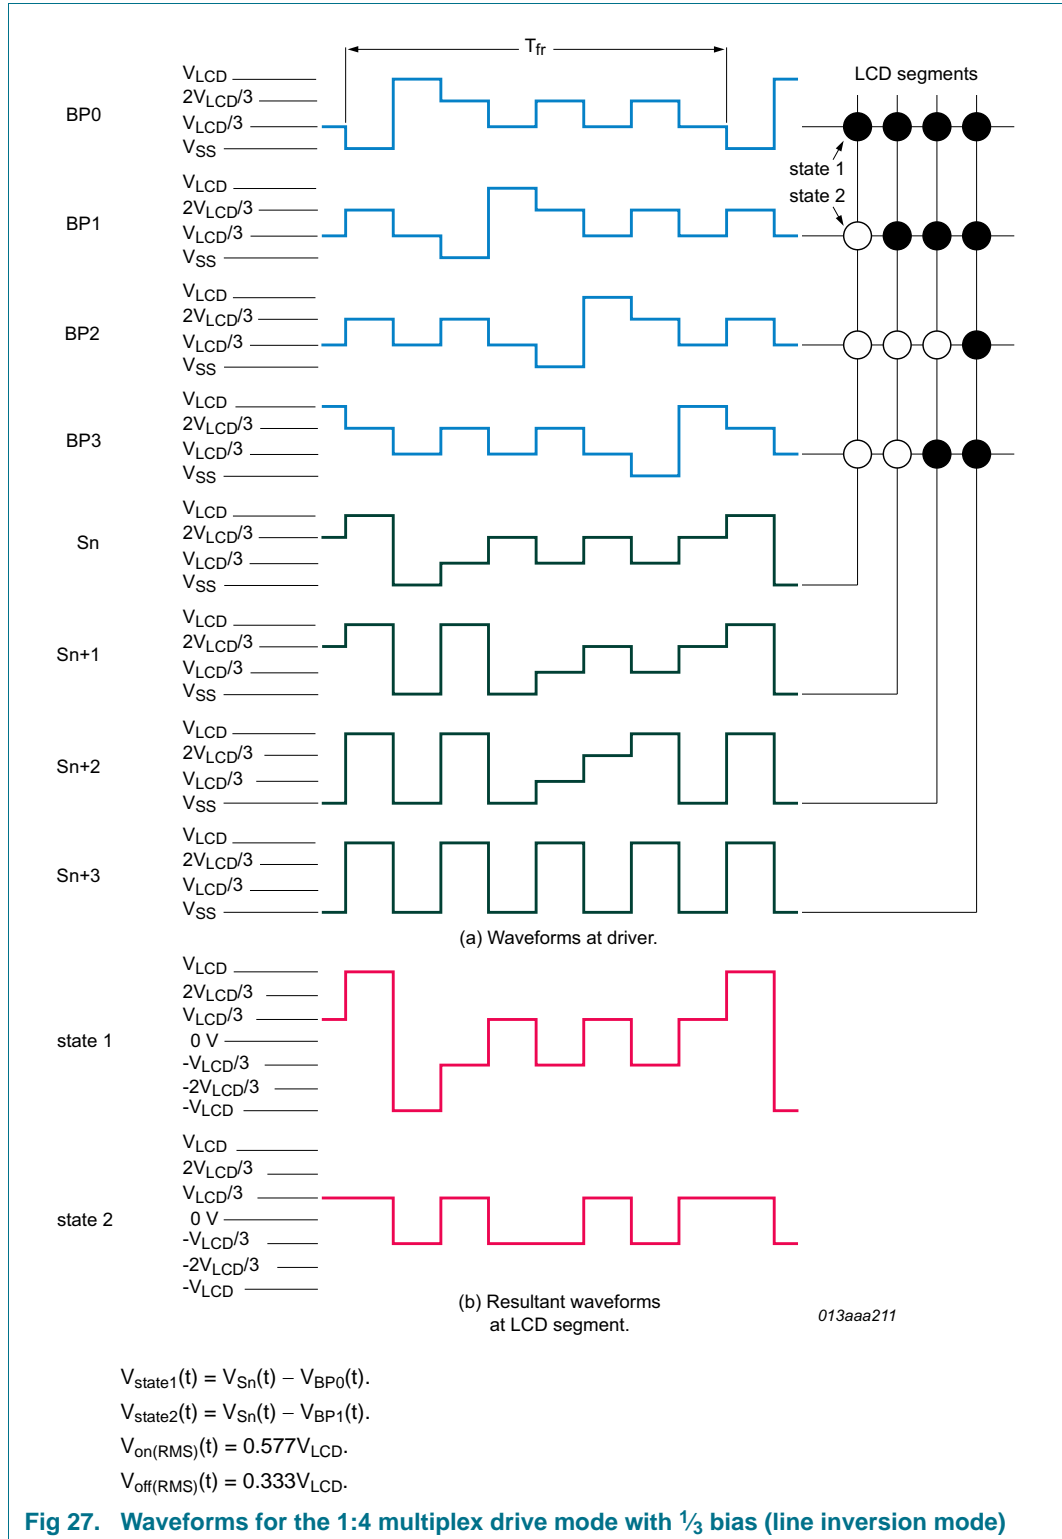 Tfr
BP0
VLCD
2VLCD/3
VLCD/3
VSS
LCD segments
state 1
state 2
BP1
VLCD
2VLCD/3
VLCD/3
VSS
BP2
VLCD
2VLCD/3
VLCD/3
VSS
BP3
VLCD
2VLCD/3
VLCD/3
VSS
Sn
VLCD
2VLCD/3
VLCD/3
VSS
Sn+1
VLCD
2VLCD/3
VLCD/3
VSS
Sn+2
VLCD
2VLCD/3
VLCD/3
VSS
Sn+3
VLCD
2VLCD/3
VLCD/3
VSS
(a) Waveforms at driver.
state 1
VLCD
2VLCD/3
VLCD/3
0 V
-VLCD/3
-2VLCD/3
-VLCD
state 2
VLCD
2VLCD/3
VLCD/3
0 V
-VLCD/3
-2VLCD/3
-VLCD
(b) Resultant waveforms
at LCD segment.
013aaa211
Vstate1(t) = VSn(t) − VBP0(t).
Vstate2(t) = VSn(t) − VBP1(t).
Von(RMS)(t) = 0.577VLCD.
Voff(RMS)(t) = 0.333VLCD.
Fig 27. Waveforms for the 1:4 multiplex drive mode with 1⁄3 bias (line inversion mode)